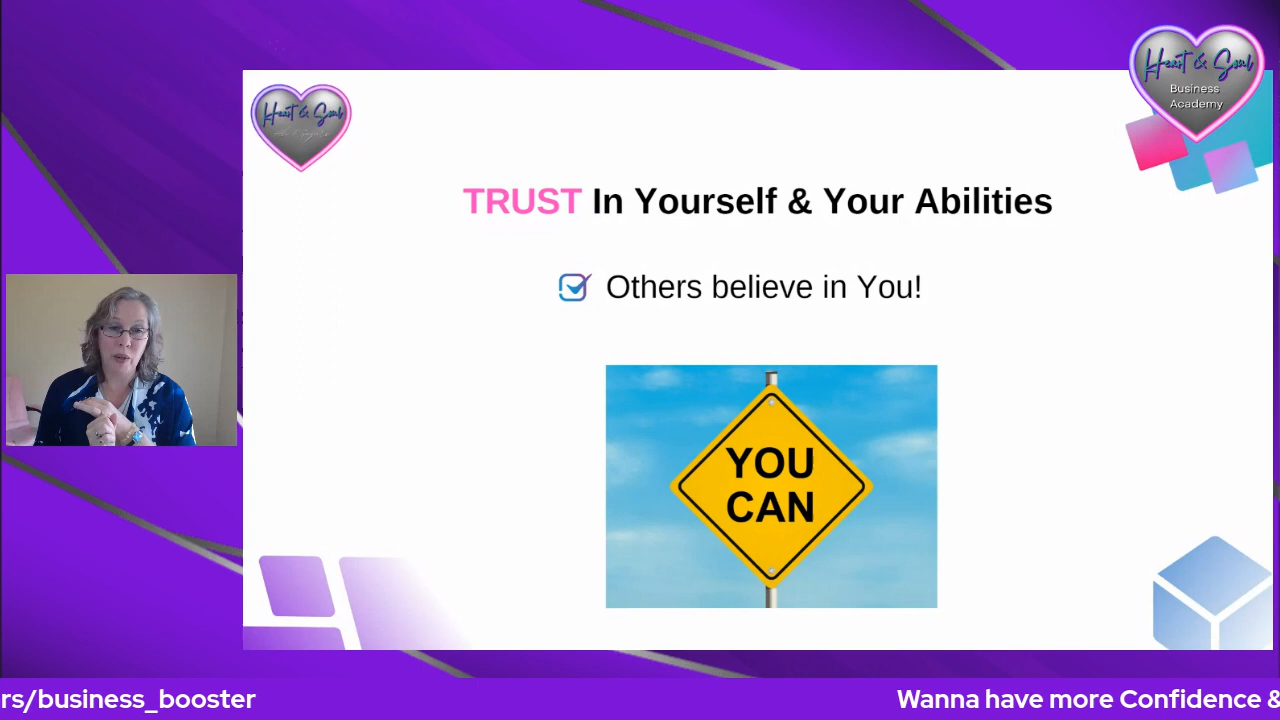 Heart & Soul
Business
Academy
Heart & Soul
TRUST In Yourself & Your Abilities
Others believe in You!
YOU
CAN
rs/business_booster
Wanna have more Confidence &